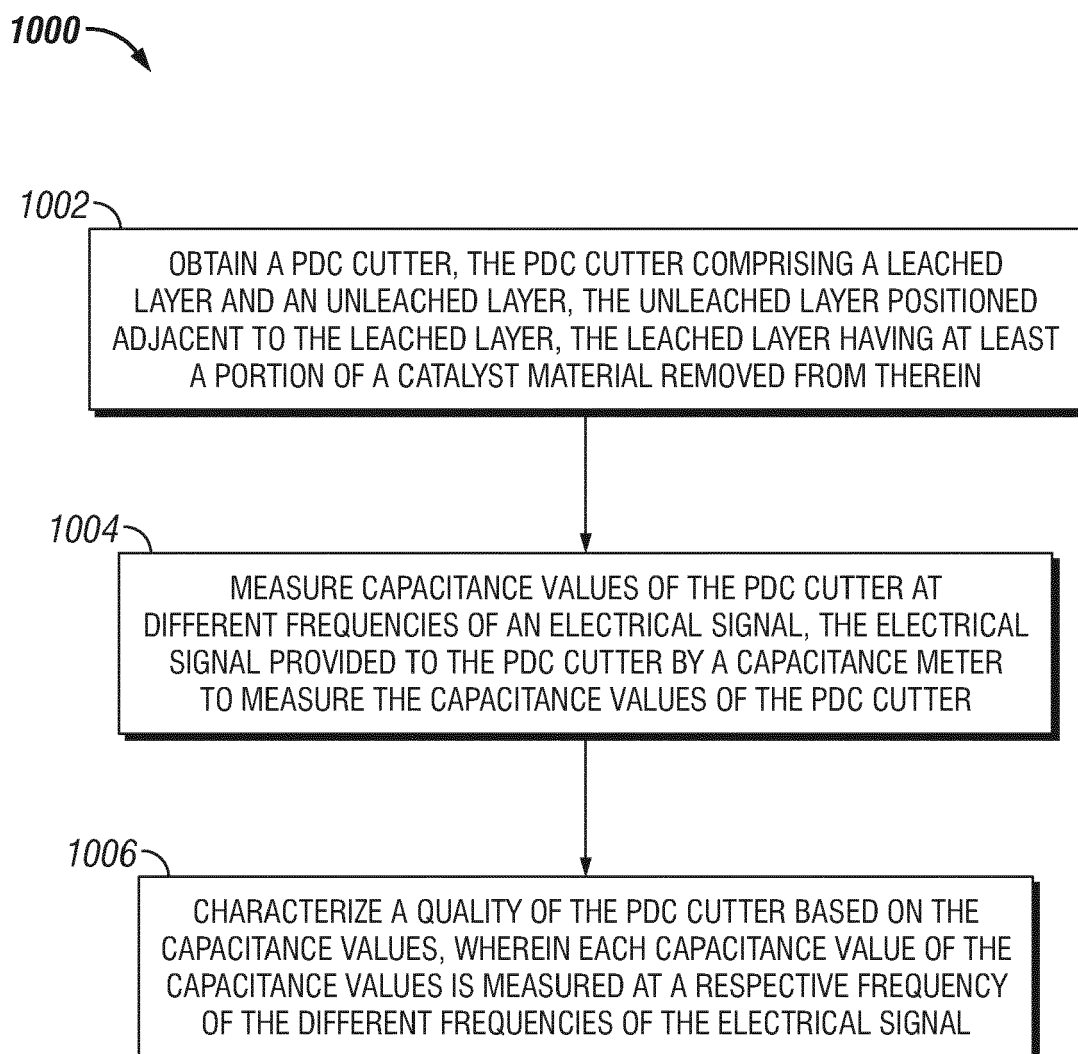 1000
1002
OBTAIN A PDC CUTTER, THE PDC CUTTER COMPRISING A LEACHED
LAYER AND AN UNLEACHED LAYER, THE UNLEACHED LAYER POSITIONED
ADJACENT TO THE LEACHED LAYER, THE LEACHED LAYER HAVING AT LEAST
A PORTION OF A CATALYST MATERIAL REMOVED FROM THEREIN
1004
MEASURE CAPACITANCE VALUES OF THE PDC CUTTER AT
DIFFERENT FREQUENCIES OF AN ELECTRICAL SIGNAL, THE ELECTRICAL
SIGNAL PROVIDED TO THE PDC CUTTER BY A CAPACITANCE METER
TO MEASURE THE CAPACITANCE VALUES OF THE PDC CUTTER
1006
CHARACTERIZE A QUALITY OF THE PDC CUTTER BASED ON THE
CAPACITANCE VALUES, WHEREIN EACH CAPACITANCE VALUE OF THE
CAPACITANCE VALUES IS MEASURED AT A RESPECTIVE FREQUENCY
OF THE DIFFERENT FREQUENCIES OF THE ELECTRICAL SIGNAL